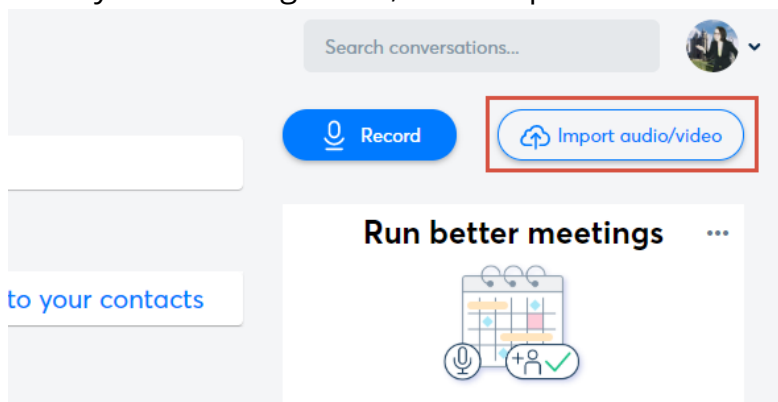 Search conversations...
Record
Import audio/video
Run better meetings
to your contacts